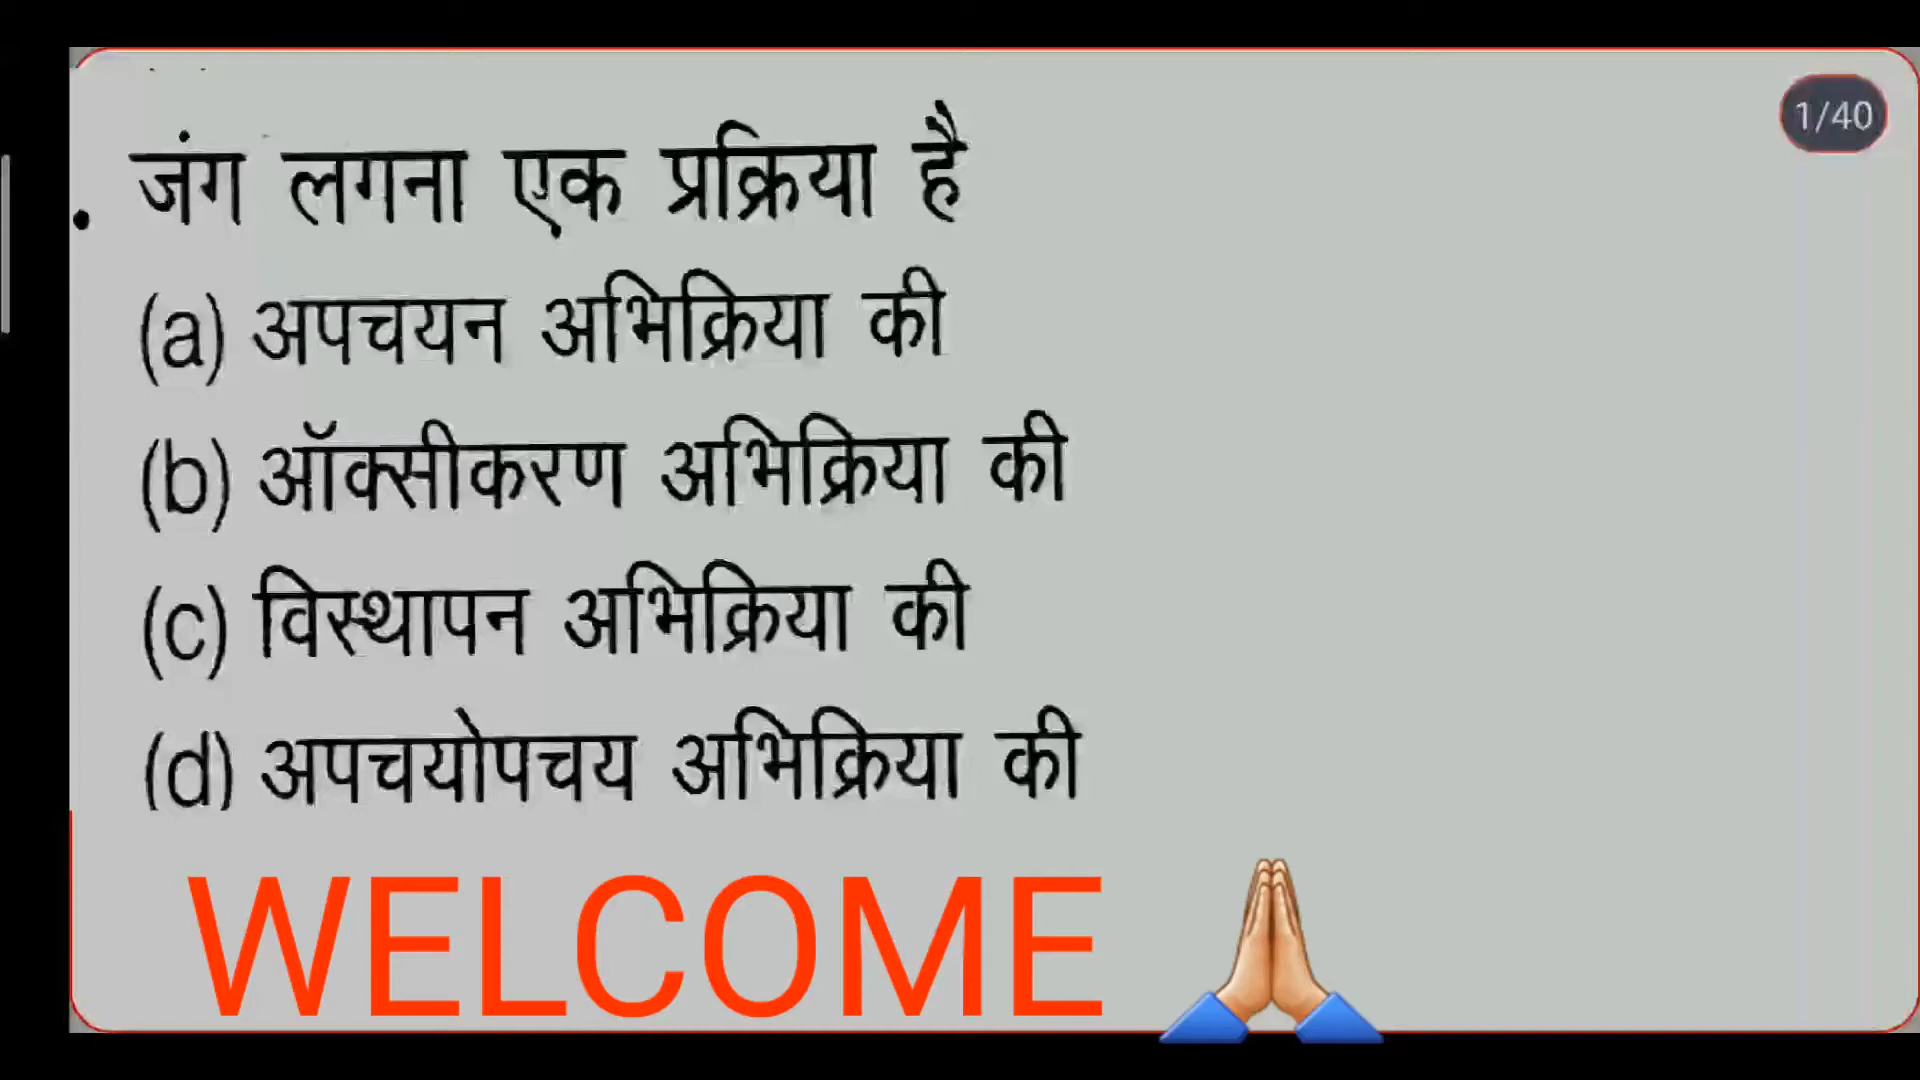 1/40
. जंग लगना एक प्रक्रिया है
(a) अपचयन अभिक्रिया की
(b) ऑक्सीकरण अभिक्रिया की
(c) विस्थापन अभिक्रिया की
(d) अपचयोपचय अभिक्रिया की
WELCOME 🙏